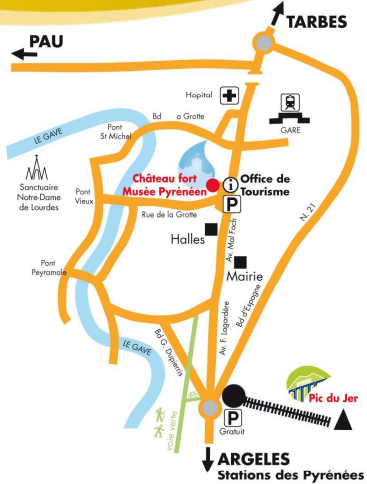 TARBES
PAU
Hopital
Bd a Grotte
GARE
Pont
St Michel
LE GAVE
Château fort
Musée Pyrénéen
i
Office de
Tourisme
P
Sanctuaire
Notre-Dame
de Lourdes
Pont
Vieux
Rue de la Grotte
N. 21
Halles
Av. Mal Foch
Mairie
Pont
Peyramale
Bd d'Espagne
Av. F. Lagardère
LE GAVE
Bd G. Dupierris
Pic du Jer
voie verte
P
Gratuit
ARGELES
Stations des Pyrénées